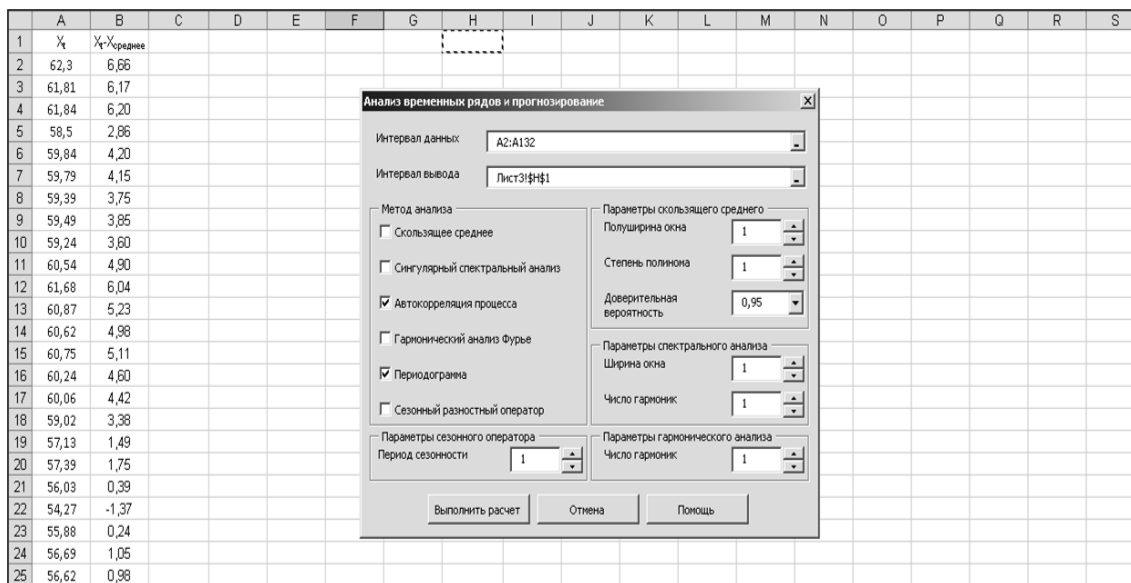 A B C D E F G H I J K L M N O P Q R S
1 Xt Xt-Xсреднее
2 62,3 6,66
3 61,81 6,17
4 61,84 6,20
5 58,5 2,86
6 59,84 4,20
7 59,79 4,15
8 59,39 3,75
9 59,49 3,85
10 59,24 3,60
11 60,54 4,90
12 61,68 6,04
13 60,87 5,23
14 60,62 4,98
15 60,75 5,11
16 60,24 4,60
17 60,06 4,42
18 59,02 3,38
19 57,13 1,49
20 57,39 1,75
21 56,03 0,39
22 54,27 -1,37
23 55,88 0,24
24 56,69 1,05
25 56,62 0,98
Анализ временных рядов и прогнозирование
Интервал данных A2:A132
Интервал вывода Лист3!$H$1
Метод анализа
Скользящее среднее
Сингулярный спектральный анализ
Автокорреляция процесса
Гармонический анализ Фурье
Периодограмма
Сезонный разностный оператор
Параметры скользящего среднего
Полуширина окна 1
Степень полинома 1
Доверительная
вероятность 0,95
Параметры спектрального анализа
Ширина окна 1
Число гармоник 1
Параметры сезонного оператора
Период сезонности 1
Параметры гармонического анализа
Число гармоник 1
Выполнить расчет Отмена Помощь